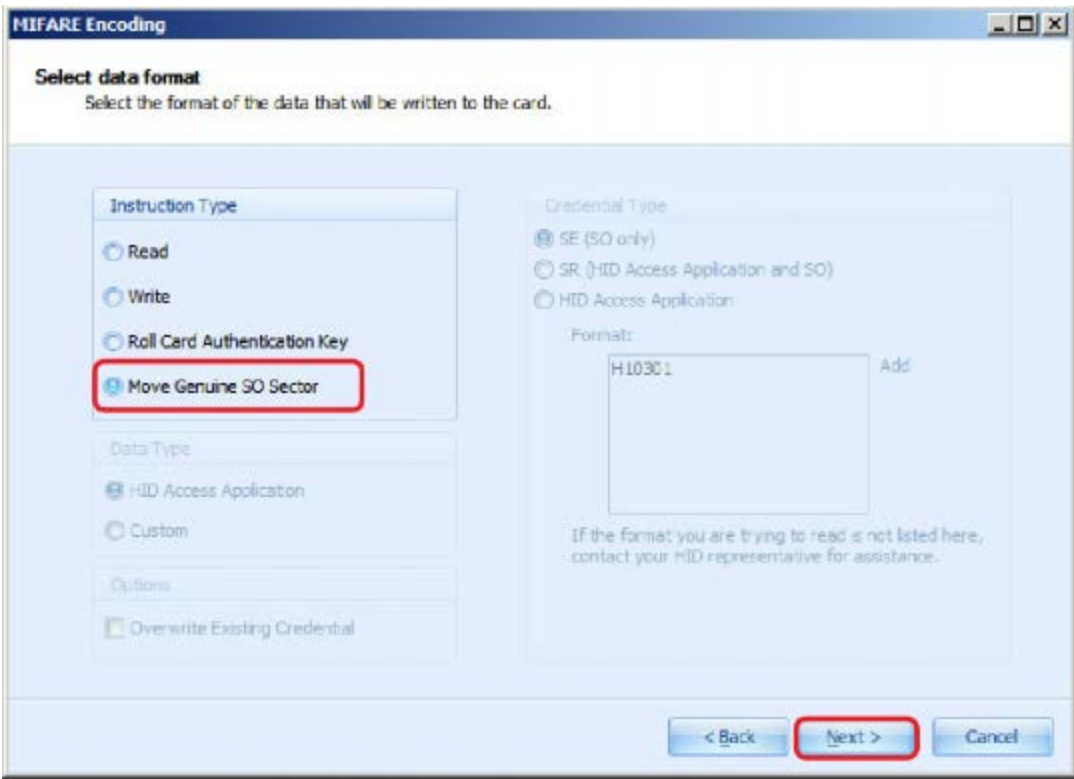 MIFARE Encoding
Select data format
Select the format of the data that will be written to the card.
Instruction Type
Read
Write
Roll Card Authentication Key
Move Genuine SO Sector
Data Type
HID Access Application
Custom
Options
Overwrite Existing Credential
Credential Type
SE (SO only)
SR (HID Access Application and SO)
HID Access Application
Format:
H10301
Add
If the format you are trying to read is not listed here,
contact your HID representative for assistance.
< Back
Next >
Cancel